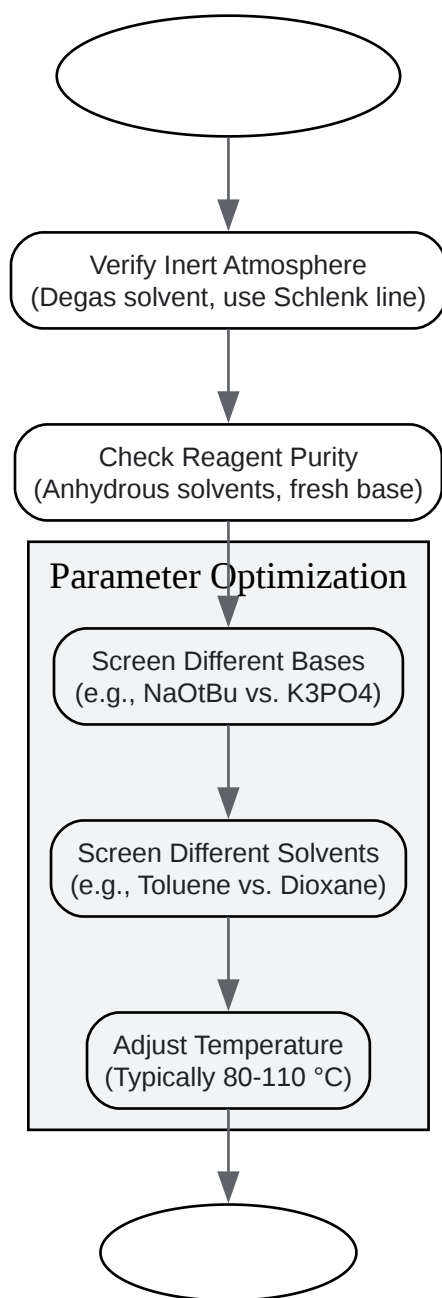 Verify Inert Atmosphere
(Degas solvent, use Schlenk line)
Check Reagent Purity
(Anhydrous solvents, fresh base)
Parameter Optimization
Screen Different Bases
(e.g., NaOtBu vs. K3PO4)
Screen Different Solvents
(e.g., Toluene vs. Dioxane)
Adjust Temperature
(Typically 80-110 °C)